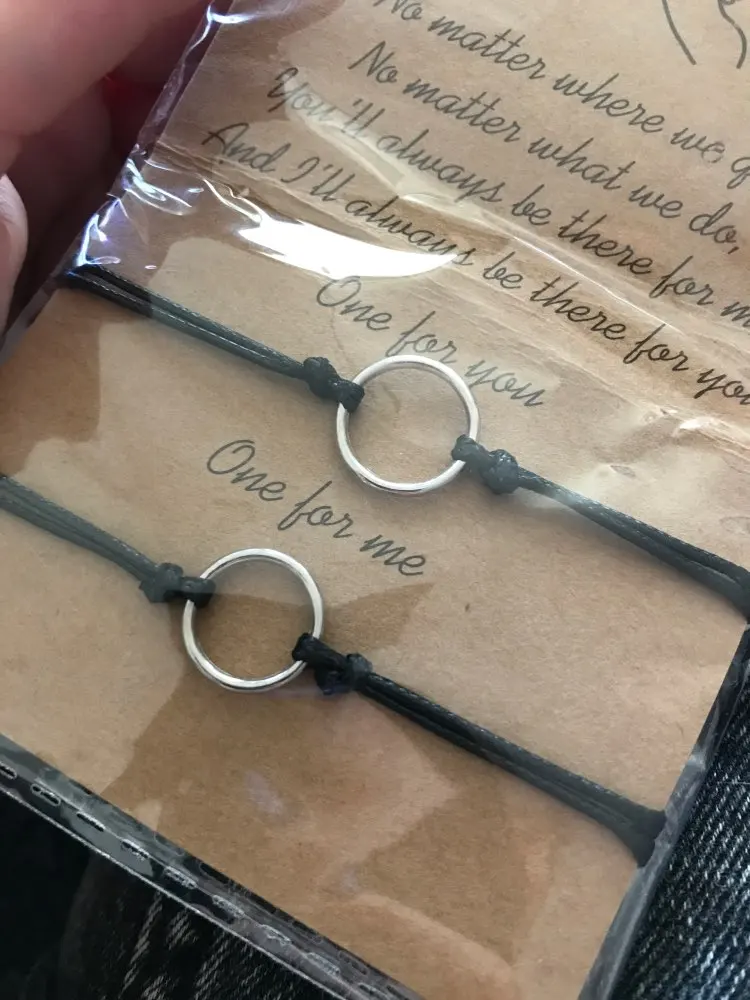 No matter where we g
No matter what we do,
You'll always be there for m
And I'll always be there for you
One for you
One for me